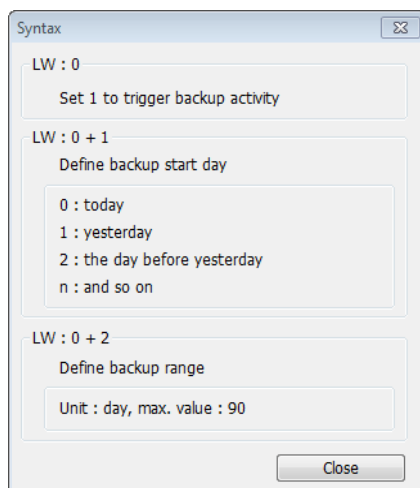 Syntax
LW : 0
Set 1 to trigger backup activity
LW : 0 + 1
Define backup start day
0 : today
1 : yesterday
2 : the day before yesterday
n : and so on
LW : 0 + 2
Define backup range
Unit : day, max. value : 90
Close